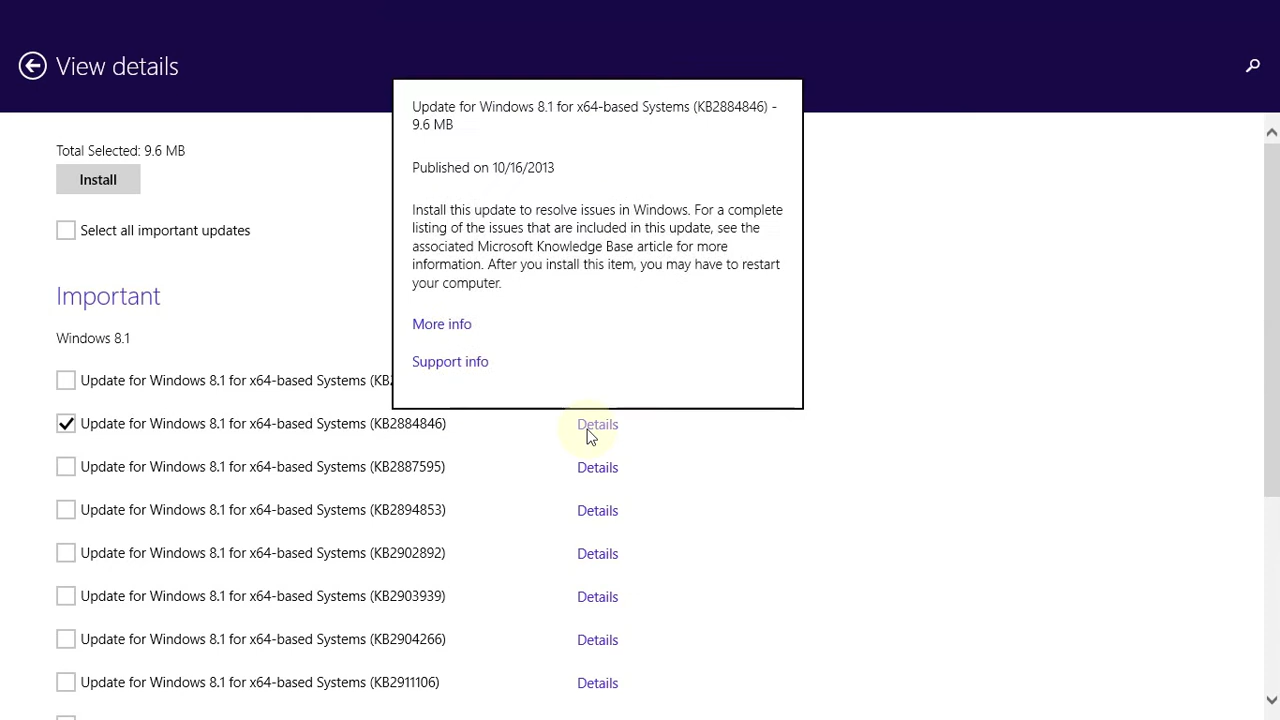 View details
Update for Windows 8.1 for x64-based Systems (KB2884846) -
9.6 MB
Published on 10/16/2013
Install this update to resolve issues in Windows. For a complete
listing of the issues that are included in this update, see the
associated Microsoft Knowledge Base article for more
information. After you install this item, you may have to restart
your computer.
More info
Support info
Total Selected: 9.6 MB
Install
Select all important updates
Important
Windows 8.1
Update for Windows 8.1 for x64-based Systems
Update for Windows 8.1 for x64-based Systems (KB2884846) Details
Update for Windows 8.1 for x64-based Systems (KB2887595) Details
Update for Windows 8.1 for x64-based Systems (KB2894853) Details
Update for Windows 8.1 for x64-based Systems (KB2902892) Details
Update for Windows 8.1 for x64-based Systems (KB2903939) Details
Update for Windows 8.1 for x64-based Systems (KB2904266) Details
Update for Windows 8.1 for x64-based Systems (KB2911106) Details